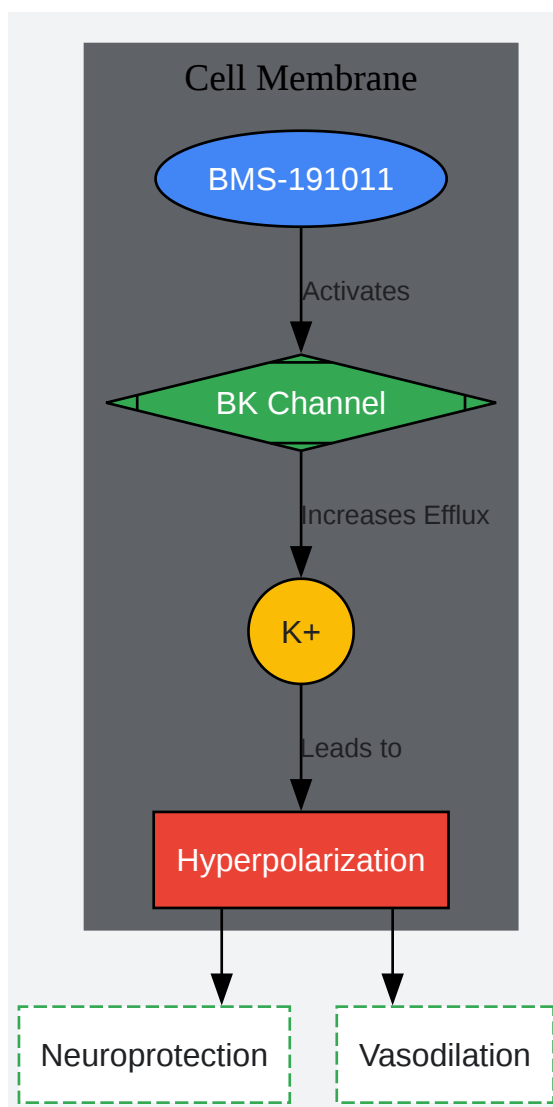 Cell Membrane
BMS-191011
Activates
BK Channel
Increases Efflux
K+
Leads to
Hyperpolarization
Neuroprotection
Vasodilation